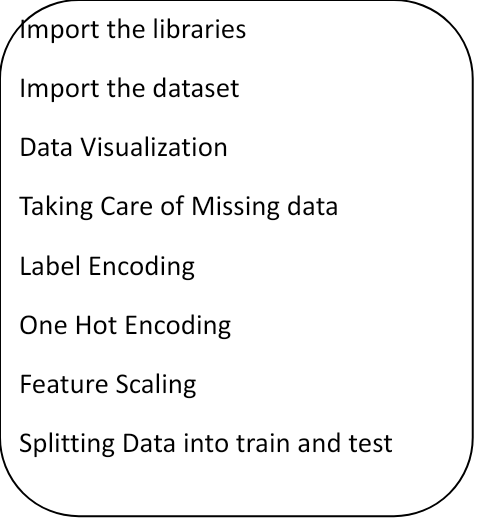 Import the libraries
Import the dataset
Data Visualization
Taking Care of Missing data
Label Encoding
One Hot Encoding
Feature Scaling
Splitting Data into train and test